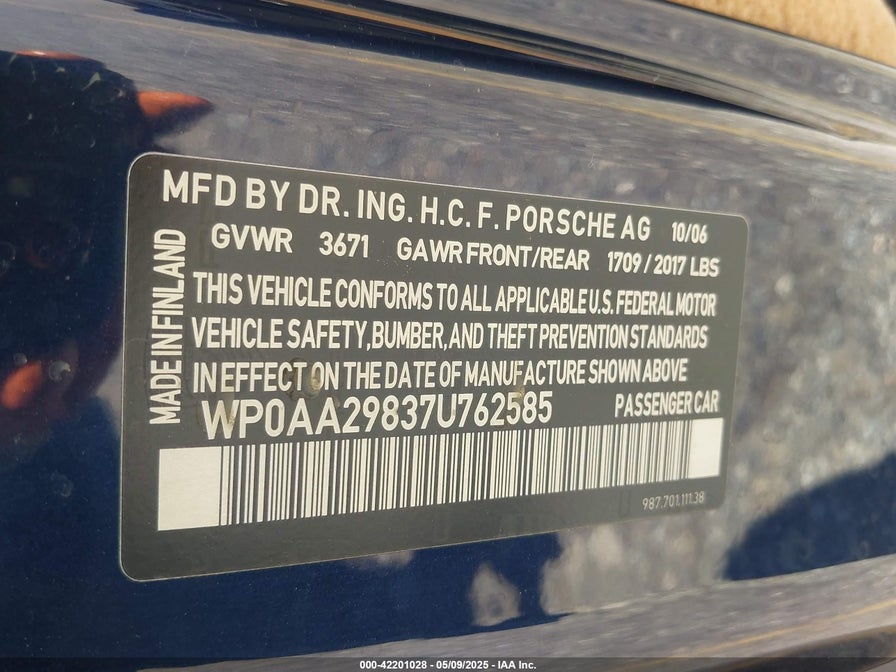 MFD BY DR. ING. H.C. F. PORSCHE AG 10/06
GVWR 3671 GAWR FRONT/REAR 1709 / 2017 LBS
MADE IN FINLAND
THIS VEHICLE CONFORMS TO ALL APPLICABLE U.S. FEDERAL MOTOR
VEHICLE SAFETY, BUMBER, AND THEFT PREVENTION STANDARDS
IN EFFECT ON THE DATE OF MANUFACTURE SHOWN ABOVE
WP0AA29837U762585 PASSENGER CAR
987.701.111.38
000-42201028 - 05/09/2025 - IAA Inc.